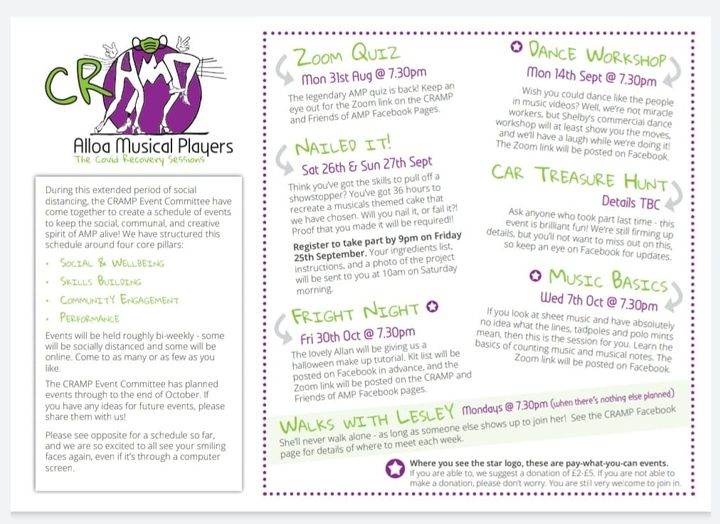 CRAMP
Alloa Musical Players
The Covid Recovery Sessions
During this extended period of social
distancing, the CRAMP Event Committee have
come together to create a schedule of events
to keep the social, communal, and creative
spirit of AMP alive! We have structured this
schedule around four core pillars:
• Social & Wellbeing
• Skills Building
• Community Engagement
• Performance
Events will be held roughly bi-weekly - some
will be socially distanced and some will be
online. Come to as many or as few as you
like.
The CRAMP Event Committee has planned
events through to the end of October. If
you have any ideas for future events, please
share them with us!
Please see opposite for a schedule so far,
and we are so excited to all see your smiling
faces again, even if it's through a computer
screen.
Zoom Quiz
Mon 31st Aug @ 7.30pm
The legendary AMP quiz is back! Keep an
eye out for the Zoom link on the CRAMP
and Friends of AMP Facebook Pages.
Dance Workshop
Mon 14th Sept @ 7.30pm
Wish you could dance like the people
in music videos? Well, we're not miracle
workers, but Shelby's commercial dance
workshop will at least show you the moves,
and we'll have a laugh while we're doing it!
The Zoom link will be posted on Facebook.
Nailed it!
Sat 26th & Sun 27th Sept
Think you've got the skills to pull off a
showstopper? You've got 36 hours to
recreate a musicals themed cake that
we have chosen. Will you nail it, or fail it?!
Proof that you made it will be required!!
Register to take part by 9pm on Friday
25th September. Your ingredients list,
instructions, and a photo of the project
will be sent to you at 10am on Saturday
morning.
Car Treasure Hunt
Details TBC
Ask anyone who took part last time - this
event is brilliant fun! We're still firming up
details, but you'll not want to miss out on this,
so keep an eye on Facebook for updates.
Music Basics
Wed 7th Oct @ 7.30pm
If you look at sheet music and have absolutely
no idea what the lines, tadpoles and polo mints
mean, then this is the session for you. Learn the
basics of counting music and musical notes. The
Zoom link will be posted on Facebook.
Fright Night
Fri 30th Oct @ 7.30pm
The lovely Allan will be giving us a
halloween make up tutorial. Kit list will be
posted on Facebook in advance, and the
Zoom link will be posted on the CRAMP and
Friends of AMP Facebook pages.
Walks with Lesley Mondays @ 7.30pm (when there's nothing else planned)
She'll never walk alone - as long as someone else shows up to join her! See the CRAMP Facebook
page for details of where to meet each week.
Where you see the star logo, these are pay-what-you-can events.
If you are able to, we suggest a donation of £2-£5. If you are not able to
make a donation, please don't worry. You are still very welcome to join in.